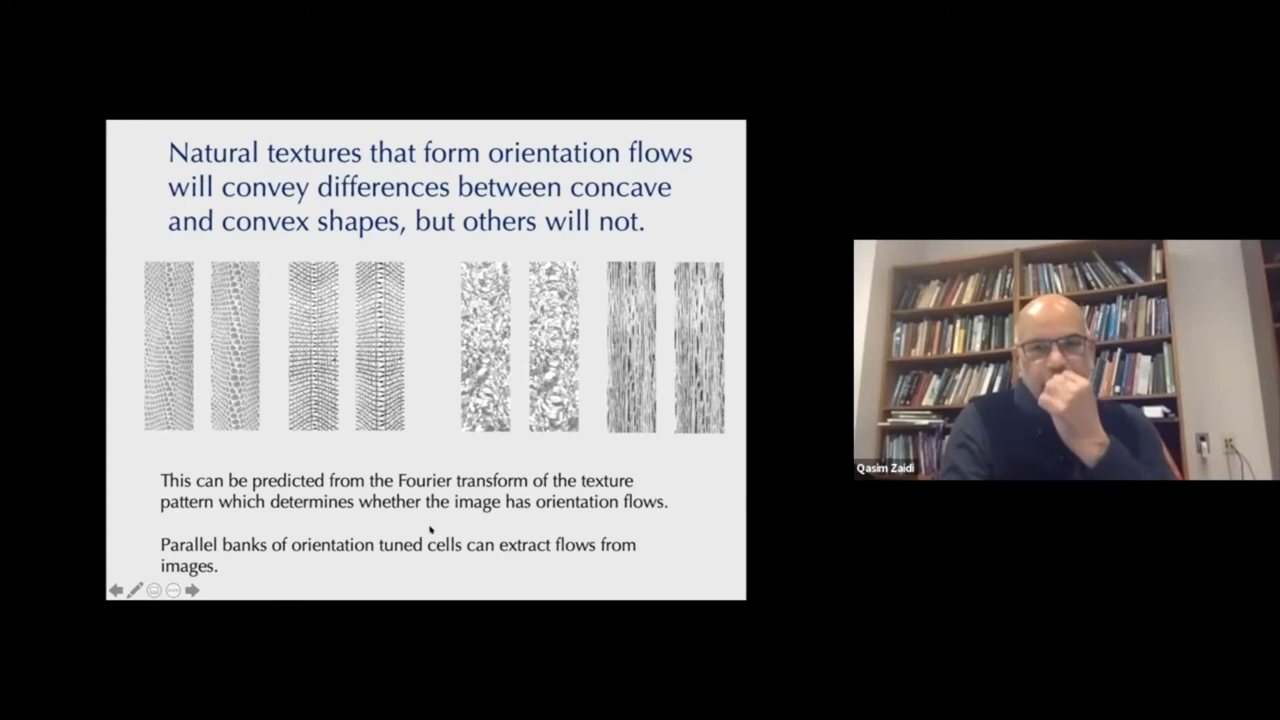 Natural textures that form orientation flows
will convey differences between concave
and convex shapes, but others will not.
This can be predicted from the Fourier transform of the texture
pattern which determines whether the image has orientation flows.
Parallel banks of orientation tuned cells can extract flows from
images.
Qasim Zaidi